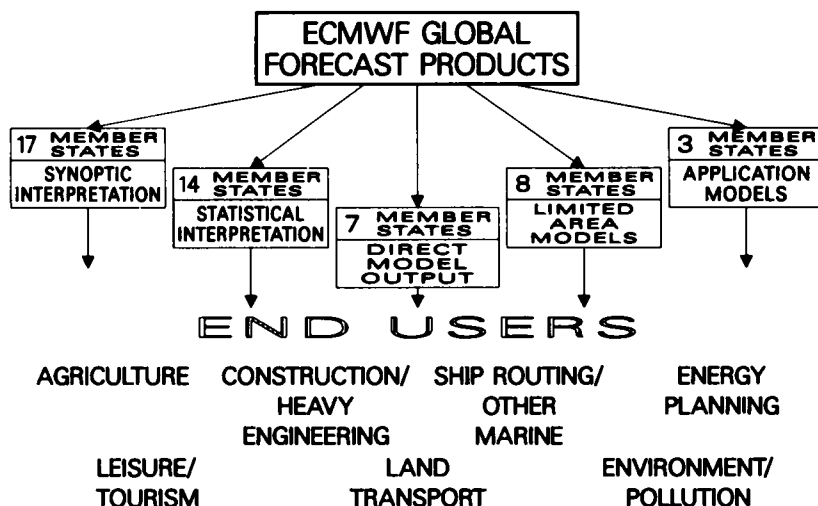 ECMWF GLOBAL
FORECAST PRODUCTS
17 MEMBER
STATES
SYNOPTIC
INTERPRETATION
14 MEMBER
STATES
STATISTICAL
INTERPRETATION
7 MEMBER
STATES
DIRECT
MODEL
OUTPUT
8 MEMBER
STATES
LIMITED
AREA
MODELS
3 MEMBER
STATES
APPLICATION
MODELS
END USERS
AGRICULTURE
CONSTRUCTION/
HEAVY
ENGINEERING
SHIP ROUTING/
OTHER
MARINE
ENERGY
PLANNING
LEISURE/
TOURISM
LAND
TRANSPORT
ENVIRONMENT/
POLLUTION